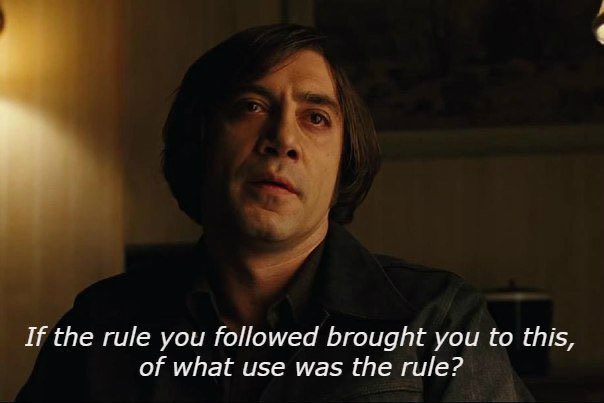 If the rule you followed brought you to this,
of what use was the rule?